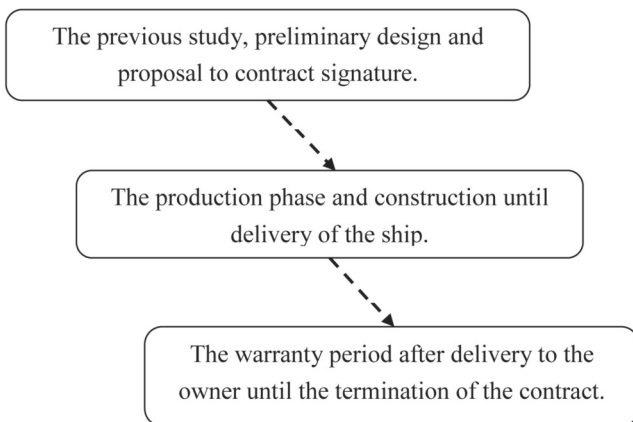 The previous study, preliminary design and
proposal to contract signature.
The production phase and construction until
delivery of the ship.
The warranty period after delivery to the
owner until the termination of the contract.